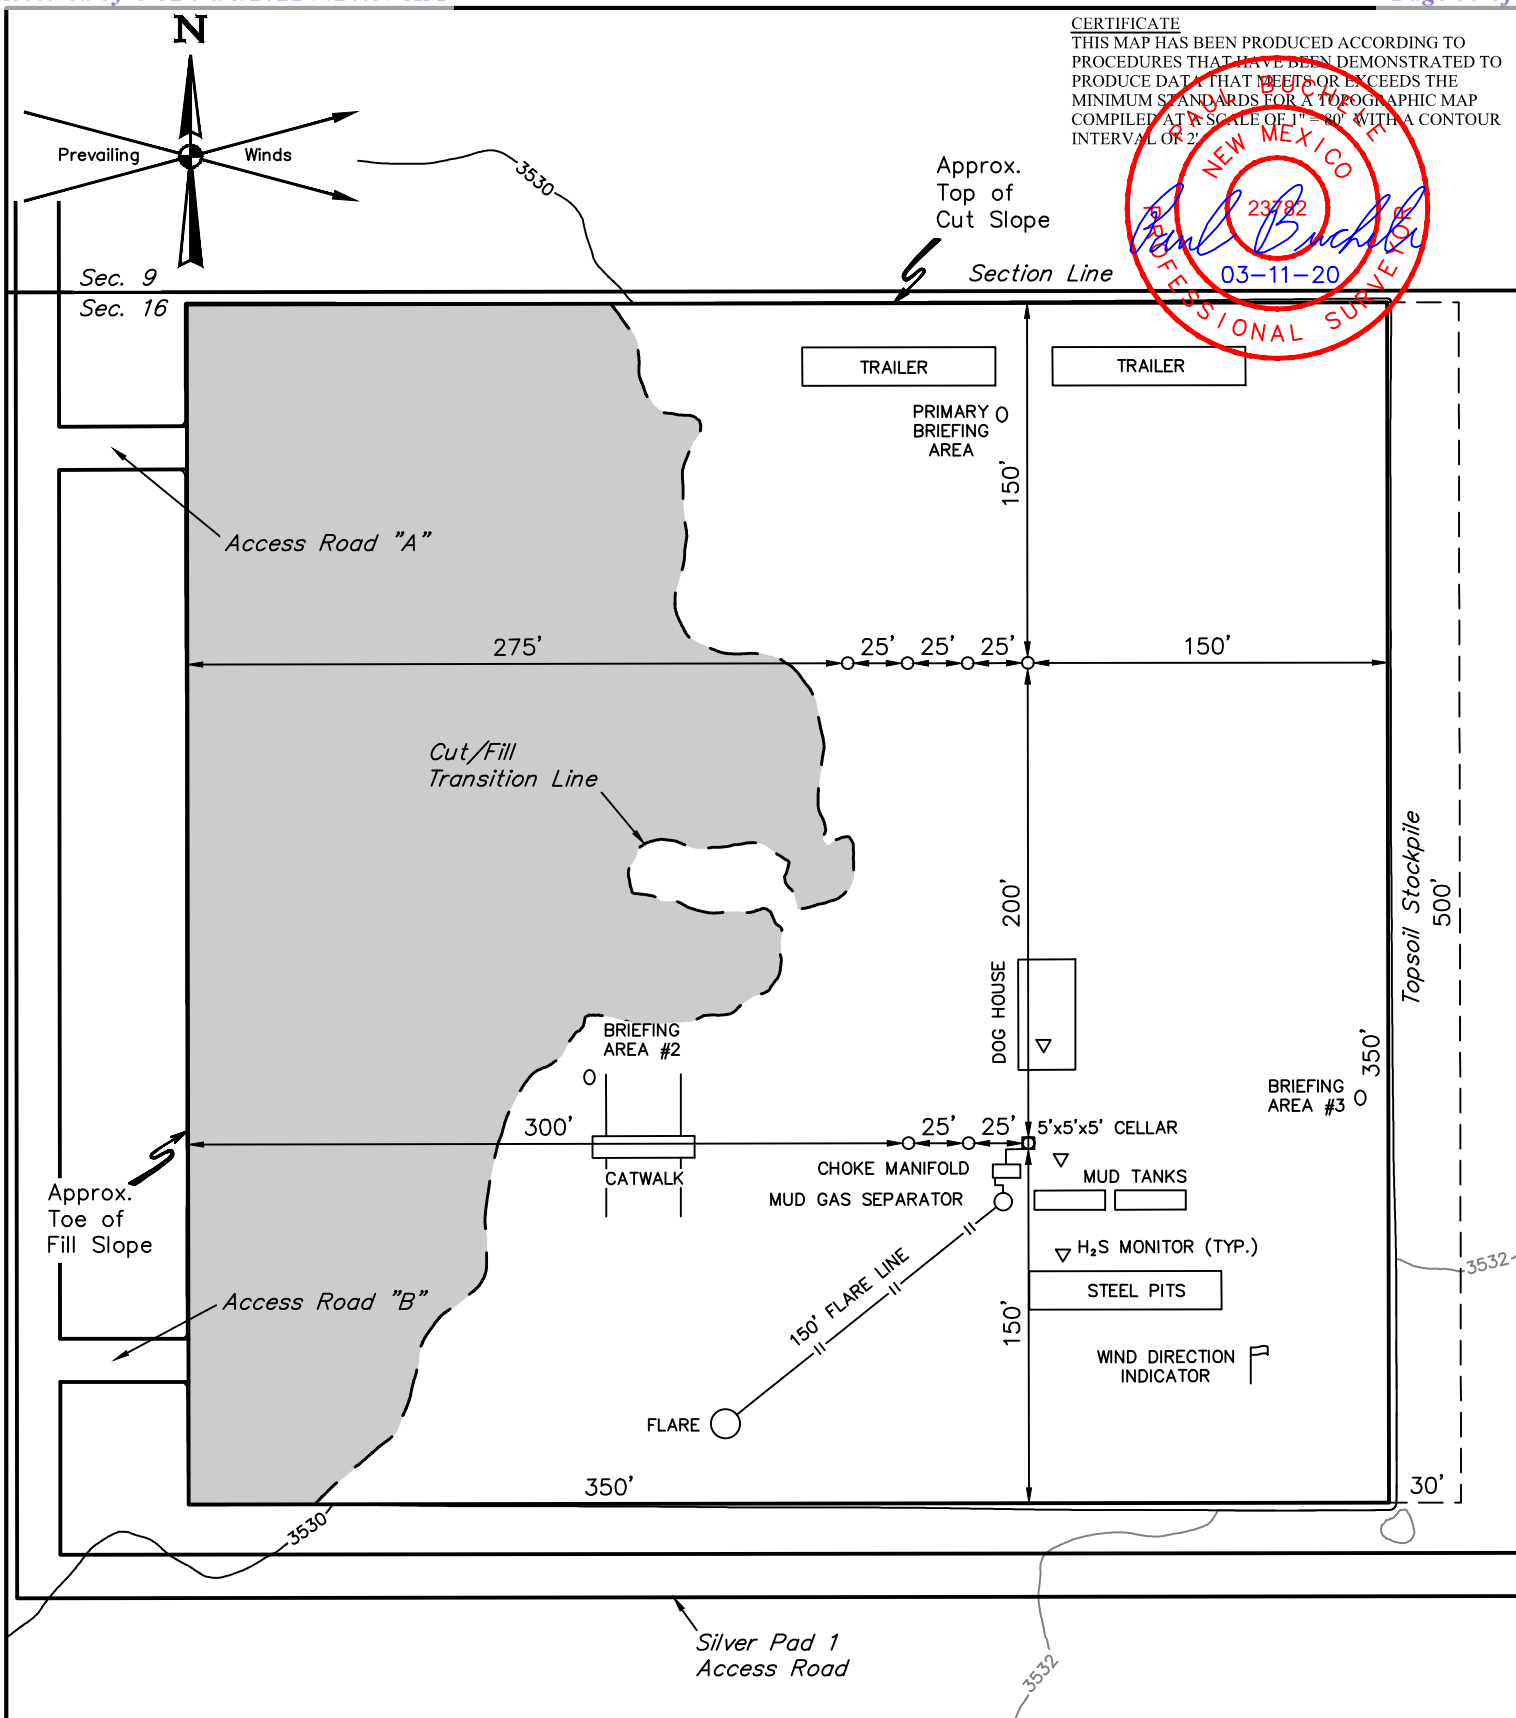 N
Prevailing Winds
CERTIFICATE
THIS MAP HAS BEEN PRODUCED ACCORDING TO
PROCEDURES THAT HAVE BEEN DEMONSTRATED TO
PRODUCE DATA THAT MEETS OR EXCEEDS THE
MINIMUM STANDARDS FOR A TOPOGRAPHIC MAP
COMPILED AT A SCALE OF 1" = 80' WITH A CONTOUR
INTERVAL OF 2'.
PAUL BUCHELE
NEW MEXICO
23782
Paul Buchele
03-11-20
PROFESSIONAL SURVEYOR
3530
Approx.
Top of
Cut Slope
Section Line
Sec. 9
Sec. 16
TRAILER
TRAILER
PRIMARY
BRIEFING
AREA
150'
Access Road "A"
275'
25'
25'
25'
150'
Cut/Fill
Transition Line
200'
Topsoil Stockpile
500'
DOG HOUSE
BRIEFING
AREA #2
350'
BRIEFING
AREA #3
300'
25'
25'
5'x5'x5' CELLAR
CATWALK
CHOKE MANIFOLD
MUD TANKS
MUD GAS SEPARATOR
Approx.
Toe of
Fill Slope
H₂S MONITOR (TYP.)
3532
150' FLARE LINE
STEEL PITS
Access Road "B"
150'
WIND DIRECTION
INDICATOR
FLARE
350'
30'
3530
Silver Pad 1
Access Road
3532